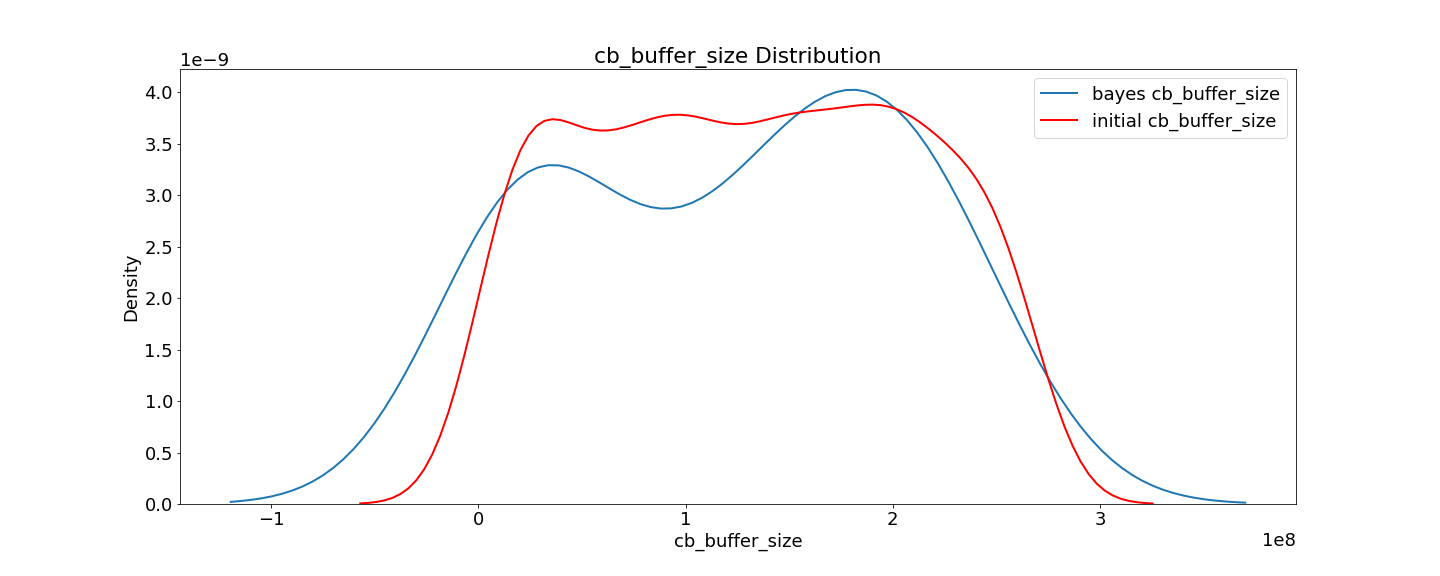 cb_buffer_size Distribution
1e−9
bayes cb_buffer_size
initial cb_buffer_size
4.0
3.5
3.0
2.5
2.0
1.5
1.0
0.5
0.0
Density
−1
0
1
2
3
cb_buffer_size
1e8